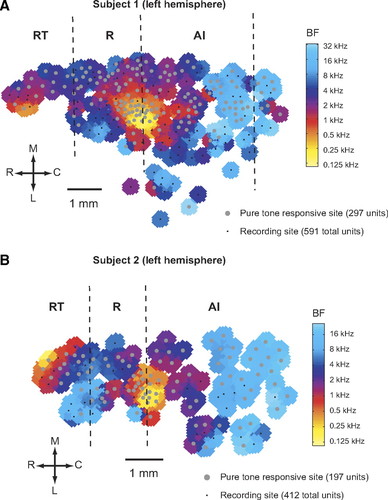 A
Subject 1 (left hemisphere)
RT
R
AI
BF
32 kHz
16 kHz
8 kHz
4 kHz
2 kHz
1 kHz
0.5 kHz
0.25 kHz
0.125 kHz
M
R
C
L
1 mm
Pure tone responsive site (297 units)
Recording site (591 total units)
B
Subject 2 (left hemisphere)
RT
R
AI
BF
16 kHz
8 kHz
4 kHz
2 kHz
1 kHz
0.5 kHz
0.25 kHz
0.125 kHz
M
R
C
L
1 mm
Pure tone responsive site (197 units)
Recording site (412 total units)